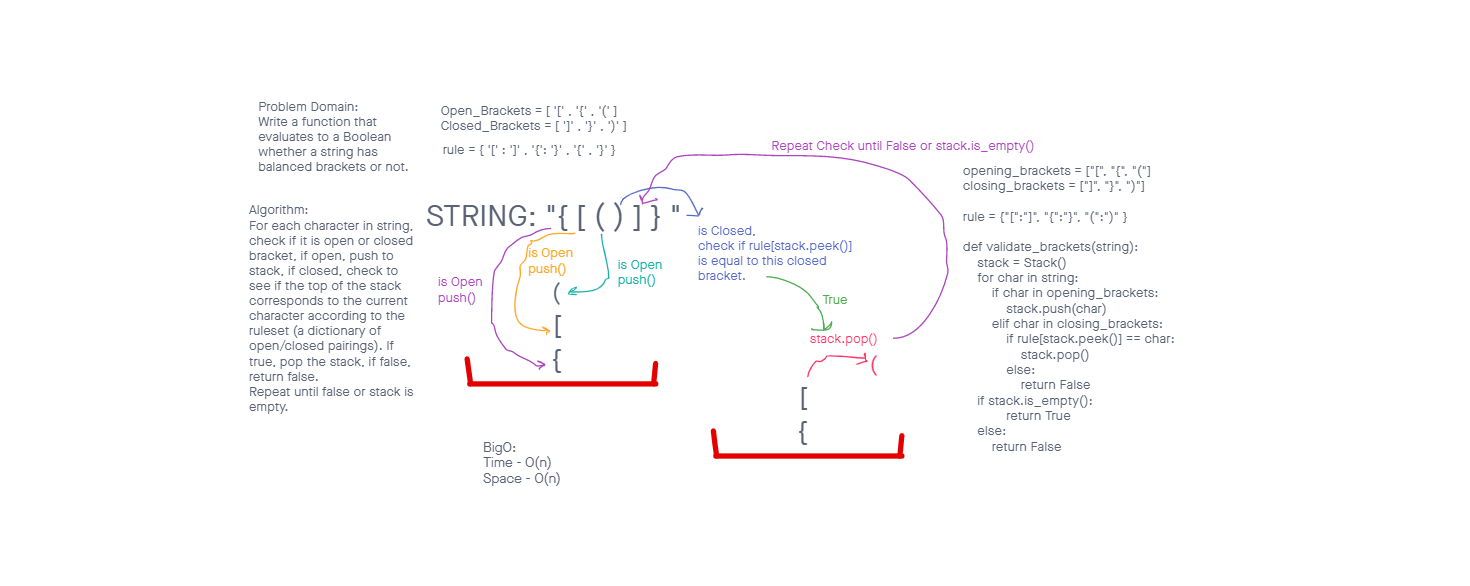 Problem Domain:
Write a function that
evaluates to a Boolean
whether a string has
balanced brackets or not.
Open_Brackets = [ '[' , '{' , '(' ]
Closed_Brackets = [ ']' , '}' , ')' ]
rule = { '[' : ']' , '{': '}' , '{' , '}' }
Algorithm:
For each character in string,
check if it is open or closed
bracket, if open, push to
stack, if closed, check to
see if the top of the stack
corresponds to the current
character according to the
ruleset (a dictionary of
open/closed pairings). If
true, pop the stack, if false,
return false.
Repeat until false or stack is
empty.
STRING: "{ [ ( ) ] } "
is Open
push()
is Open
push()
is Open
push()
(
[
{
BigO:
Time - O(n)
Space - O(n)
Repeat Check until False or stack.is_empty()
is Closed,
check if rule[stack.peek()]
is equal to this closed
bracket.
True
stack.pop()
(
[
{
opening_brackets = ["[", "{", "("]
closing_brackets = ["]", "}", ")"]
rule = {"[":"]", "{":"}", "(":")" }
def validate_brackets(string):
stack = Stack()
for char in string:
if char in opening_brackets:
stack.push(char)
elif char in closing_brackets:
if rule[stack.peek()] == char:
stack.pop()
else:
return False
if stack.is_empty():
return True
else:
return False